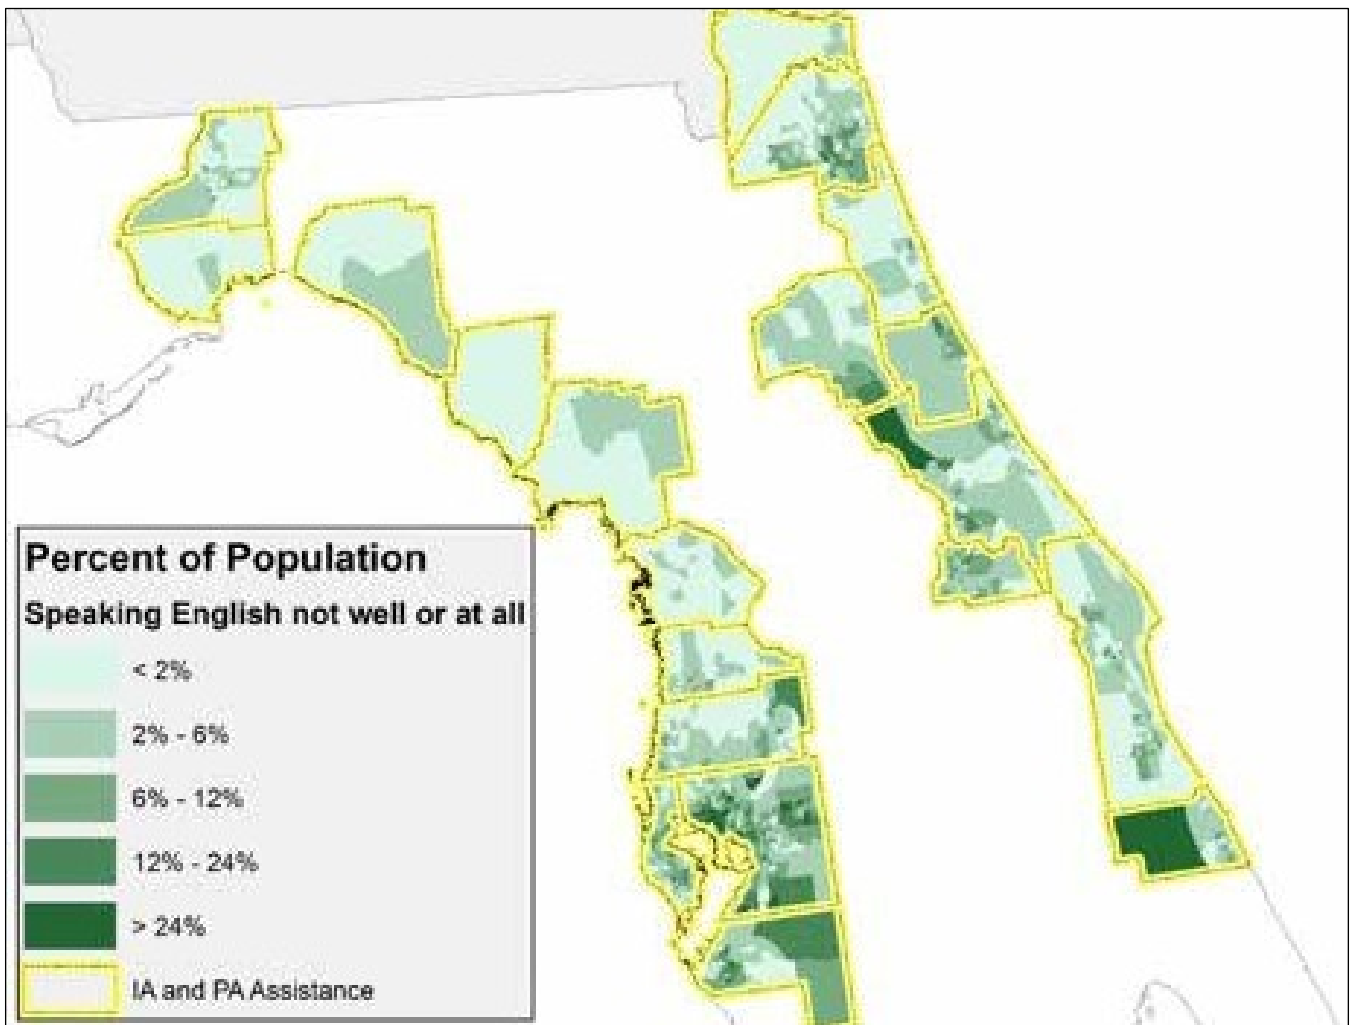 Percent of Population
Speaking English not well or at all
< 2%
2% - 6%
6% - 12%
12% - 24%
> 24%
IA and PA Assistance